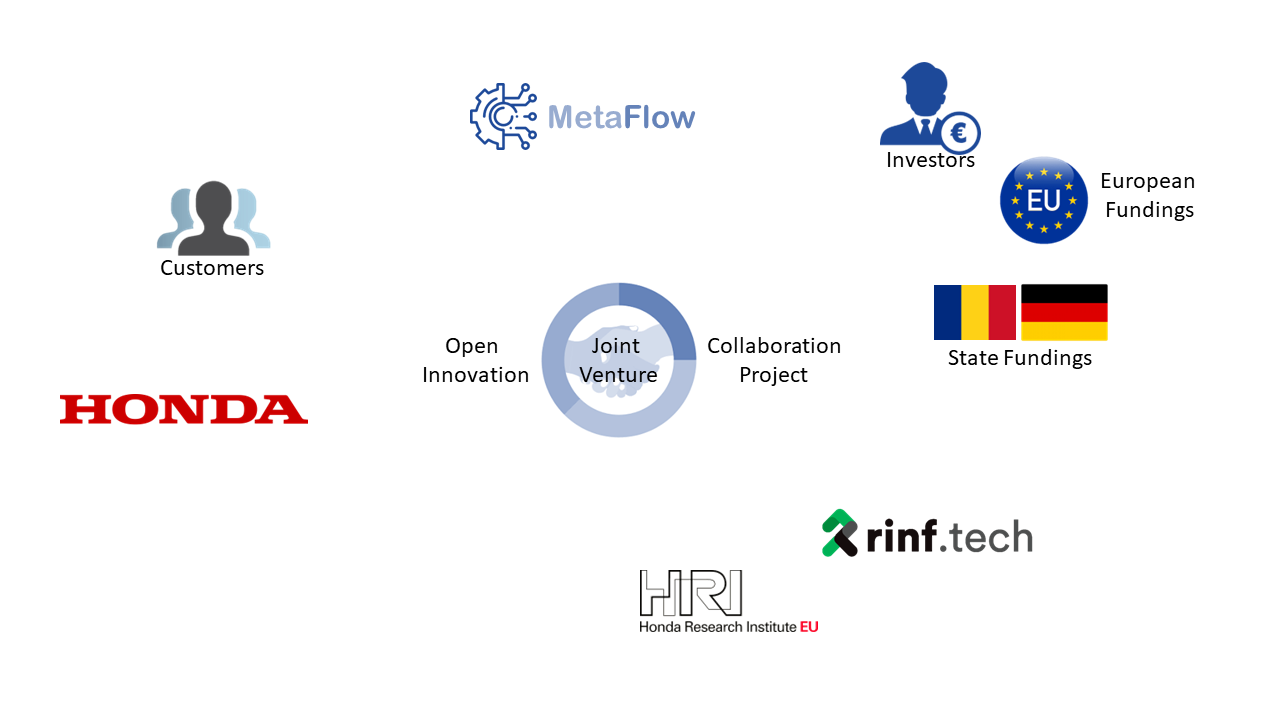 MetaFlow
€
Investors
EU
European
Fundings
Customers
State Fundings
Open
Innovation
Joint
Venture
Collaboration
Project
HONDA
rinf.tech
HRI
Honda Research Institute EU